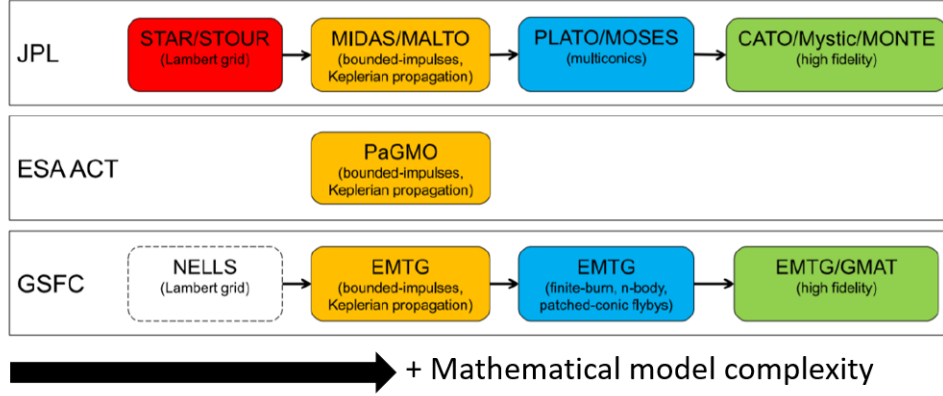 JPL
STAR/STOUR
(Lambert grid)
MIDAS/MALTO
(bounded-impulses,
Keplerian propagation)
PLATO/MOSES
(multiconics)
CATO/Mystic/MONTE
(high fidelity)
ESA ACT
PaGMO
(bounded-impulses,
Keplerian propagation)
GSFC
NELLS
(Lambert grid)
EMTG
(bounded-impulses,
Keplerian propagation)
EMTG
(finite-burn, n-body,
patched-conic flybys)
EMTG/GMAT
(high fidelity)
+ Mathematical model complexity